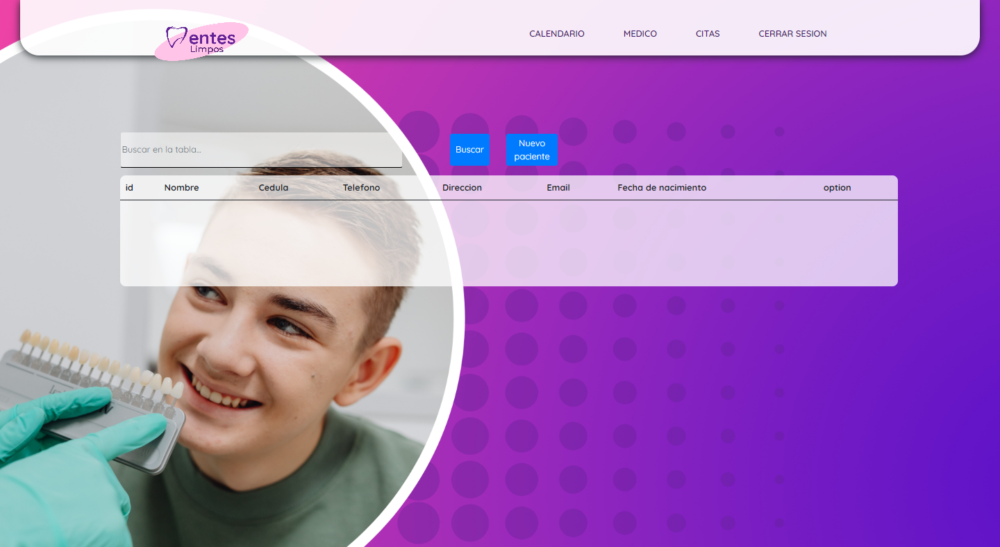 entes
Limpos
CALENDARIO MEDICO CITAS CERRAR SESION
Buscar en la tabla...
Buscar
Nuevo
paciente
id Nombre Cedula Telefono Direccion Email Fecha de nacimiento option